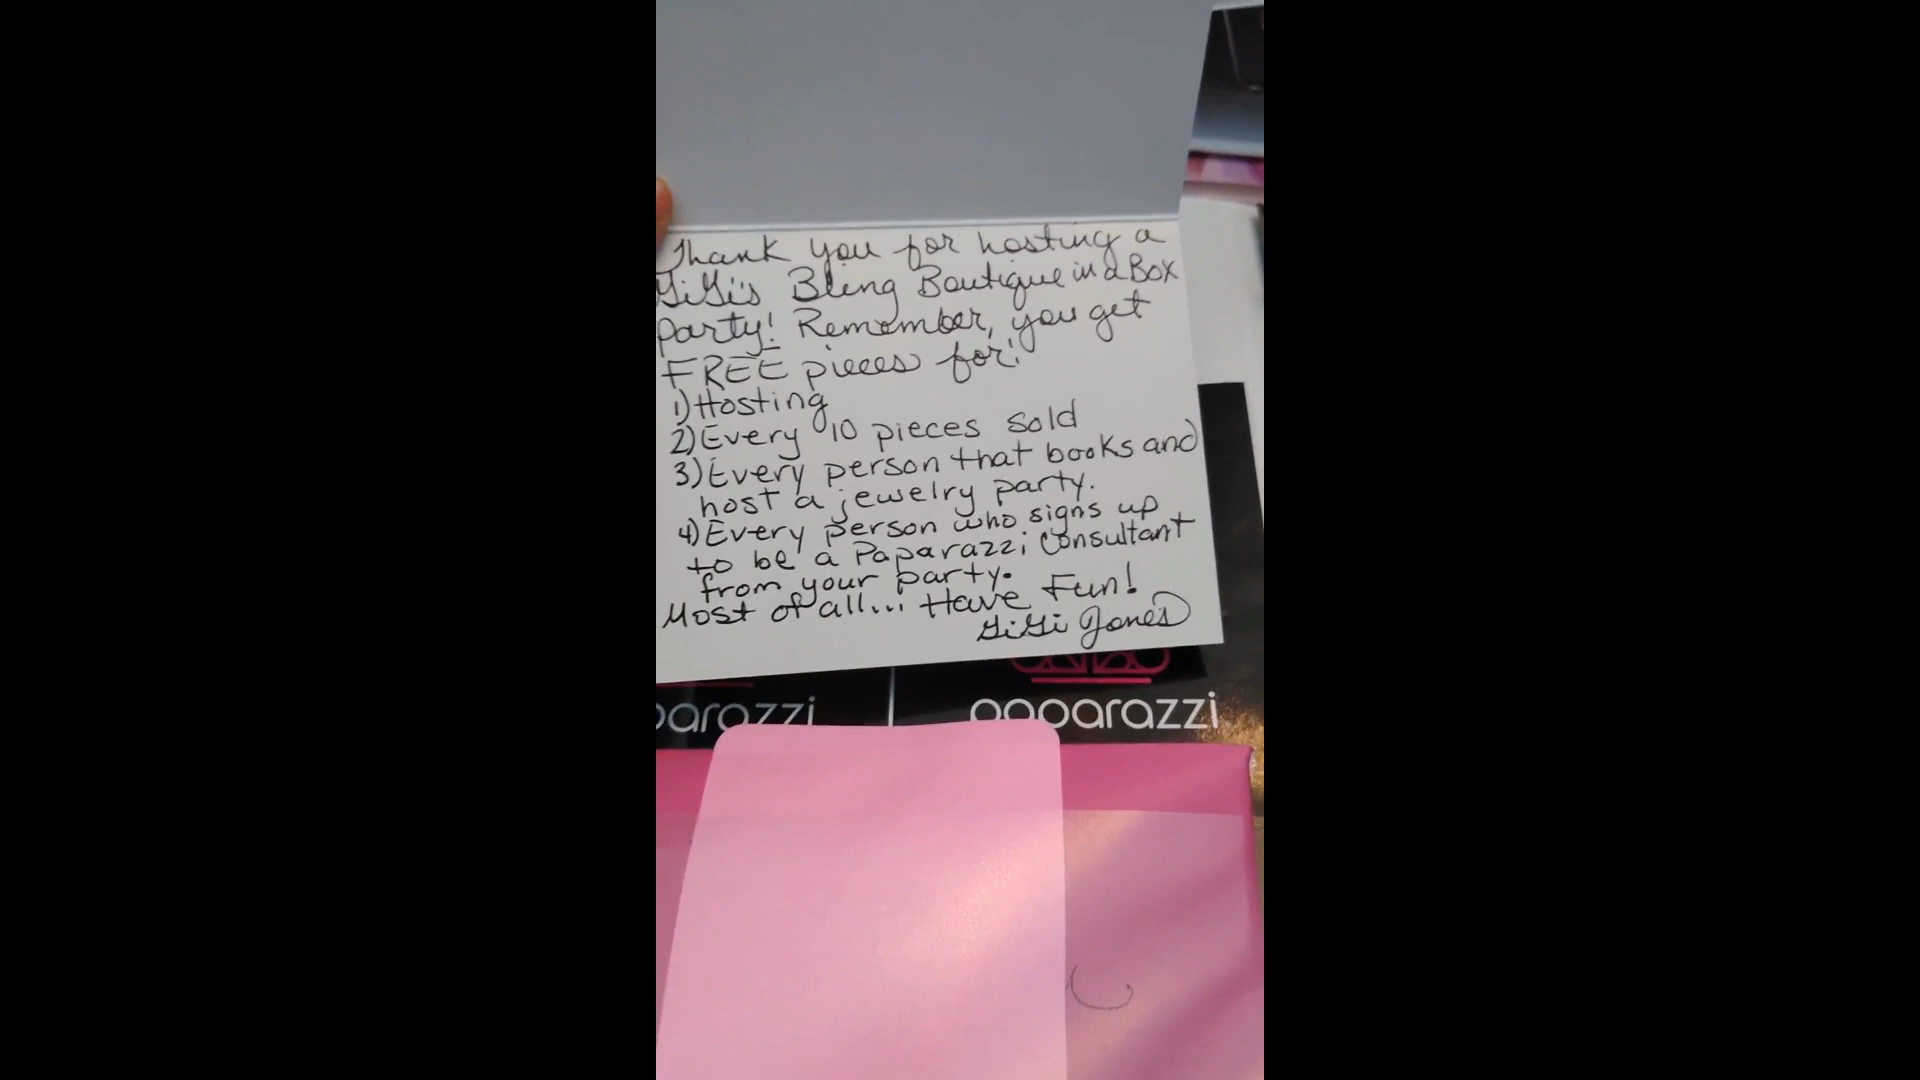 Thank you for hosting a
GiGi's Bling Boutique in a Box
party! Remember, you get
FREE pieces for:
1) Hosting
2) Every 10 pieces sold
3) Every person that books and
host a jewelry party.
4) Every person who signs up
to be a Paparazzi Consultant
from your party.
Most of all... Have Fun!
GiGi Jones
parazzi
paparazzi